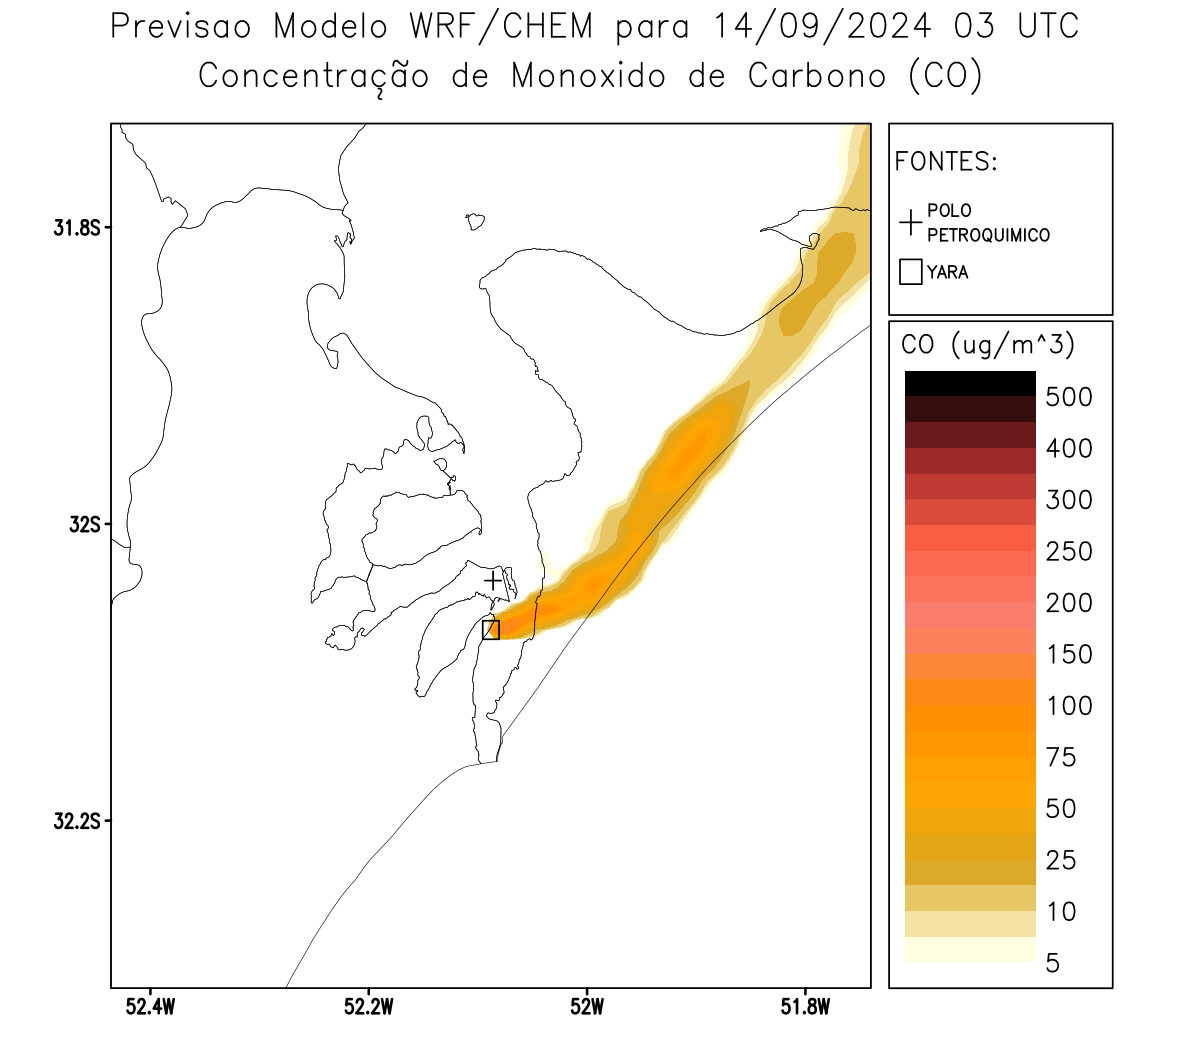 Previsao Modelo WRF/CHEM para 14/09/2024 03 UTC
Concentração de Monoxido de Carbono (CO)
FONTES:
POLO
PETROQUIMICO
YARA
CO (ug/m^3)
500
400
300
250
200
150
100
75
50
25
10
5
31.8S
32S
32.2S
52.4W
52.2W
52W
51.8W